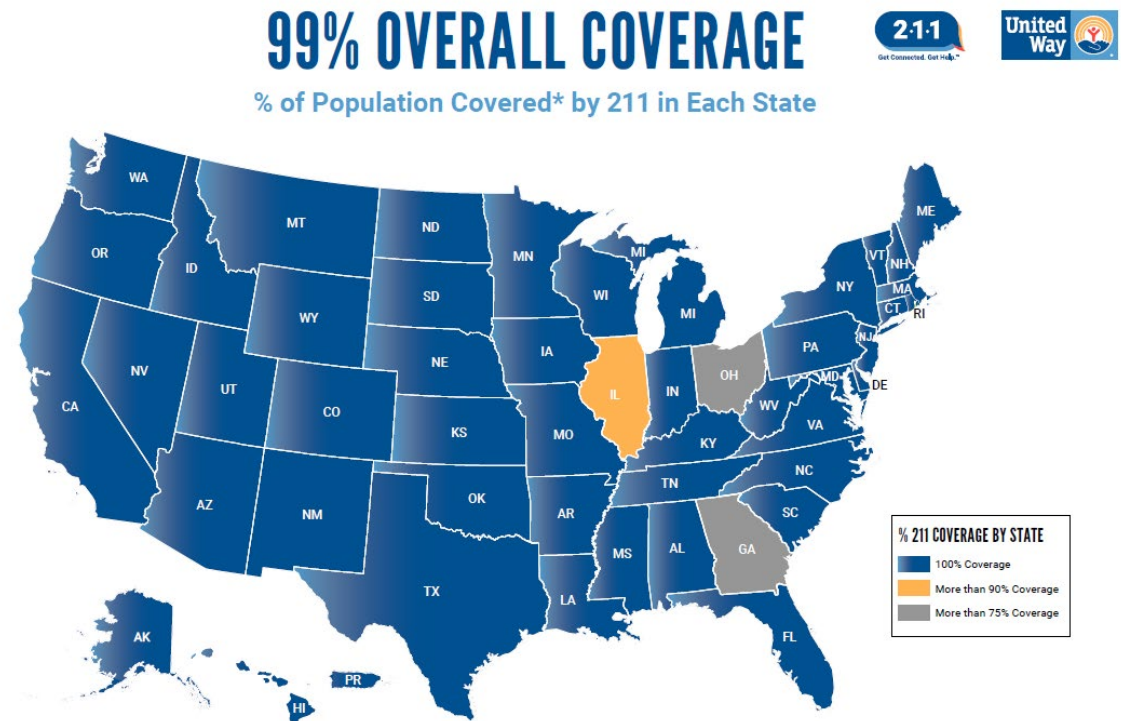 99% OVERALL COVERAGE
% of Population Covered* by 211 in Each State
2·1·1
Get Connected. Get Help.™
United
Way
WA
MT
ND
MN
ME
OR
ID
SD
WI
MI
VT
NH
NY
MA
WY
MI
CT
RI
NE
IA
PA
NJ
NV
UT
CO
IL
IN
OH
MD
DE
CA
KS
MO
WV
VA
KY
AZ
NM
OK
TN
NC
AR
SC
MS
AL
GA
TX
LA
FL
AK
PR
HI
% 211 COVERAGE BY STATE
100% Coverage
More than 90% Coverage
More than 75% Coverage